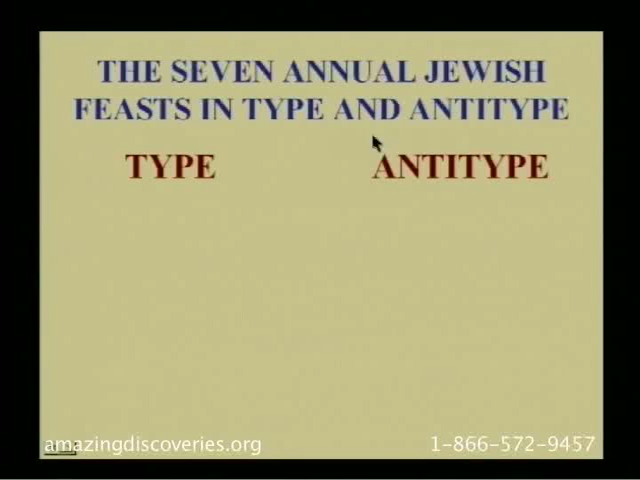 THE SEVEN ANNUAL JEWISH
FEASTS IN TYPE AND ANTITYPE
TYPE ANTITYPE
amazingdiscoveries.org 1-866-572-9457